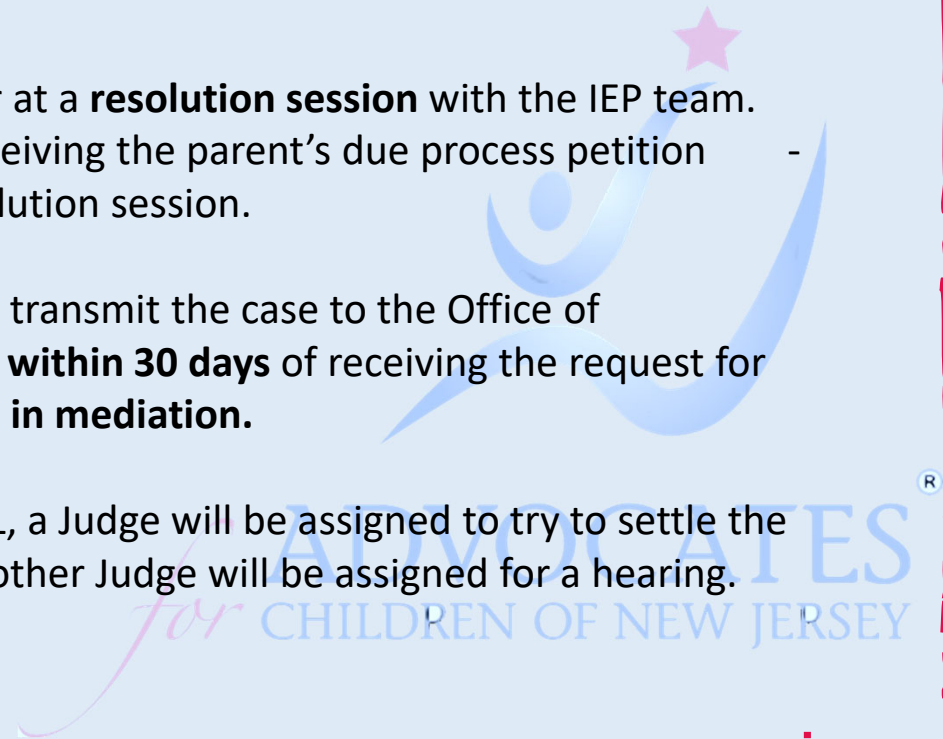 at a resolution session with the IEP team.
eiving the parent's due process petition -
lution session.
transmit the case to the Office of
within 30 days of receiving the request for
in mediation.
, a Judge will be assigned to try to settle the
other Judge will be assigned for a hearing.
for ADVOCATES ®
CHILDREN OF NEW JERSEY